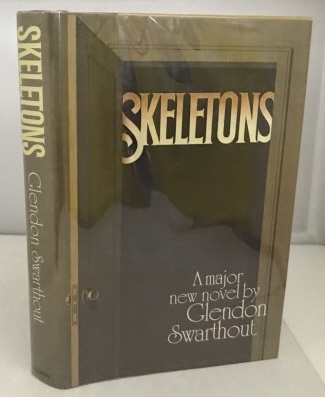 SKELETONS
Glendon Swarthout
SKELETONS
A major
new novel by
Glendon
Swarthout